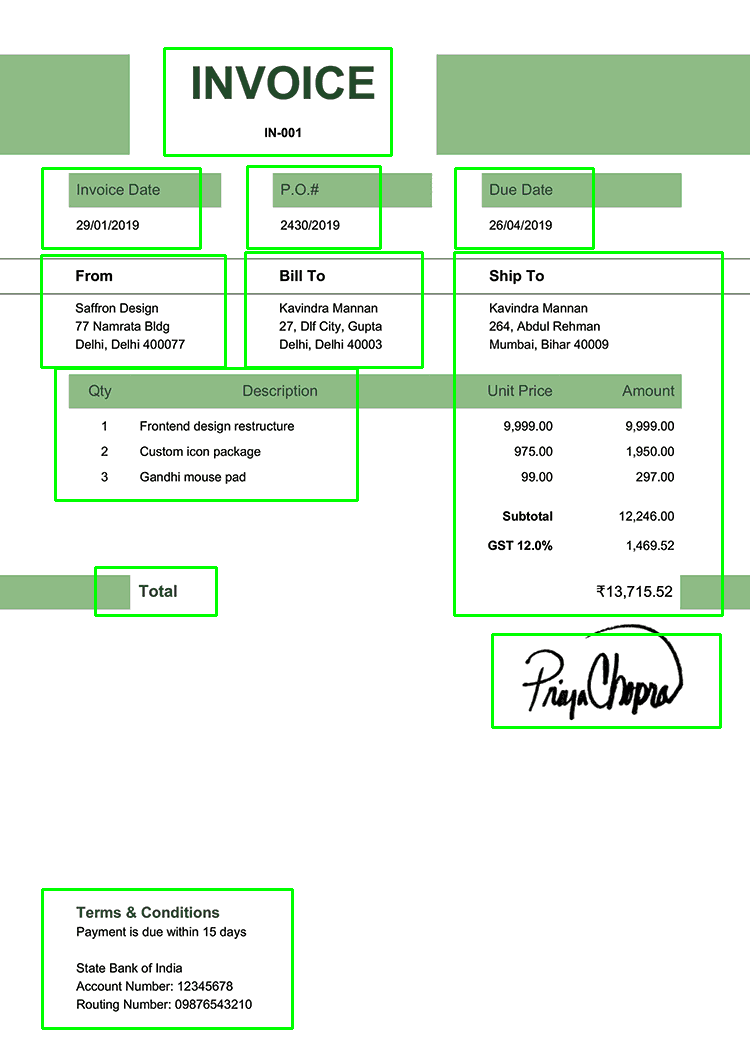 INVOICE
IN-001
Invoice Date P.O.# Due Date
29/01/2019 2430/2019 26/04/2019
From Bill To Ship To
Saffron Design Kavindra Mannan Kavindra Mannan
77 Namrata Bldg 27, Dlf City, Gupta 264, Abdul Rehman
Delhi, Delhi 400077 Delhi, Delhi 40003 Mumbai, Bihar 40009
Qty Description Unit Price Amount
1 Frontend design restructure 9,999.00 9,999.00
2 Custom icon package 975.00 1,950.00
3 Gandhi mouse pad 99.00 297.00
Subtotal 12,246.00
GST 12.0% 1,469.52
Total ₹13,715.52
Priya Chopra
Terms & Conditions
Payment is due within 15 days
State Bank of India
Account Number: 12345678
Routing Number: 09876543210